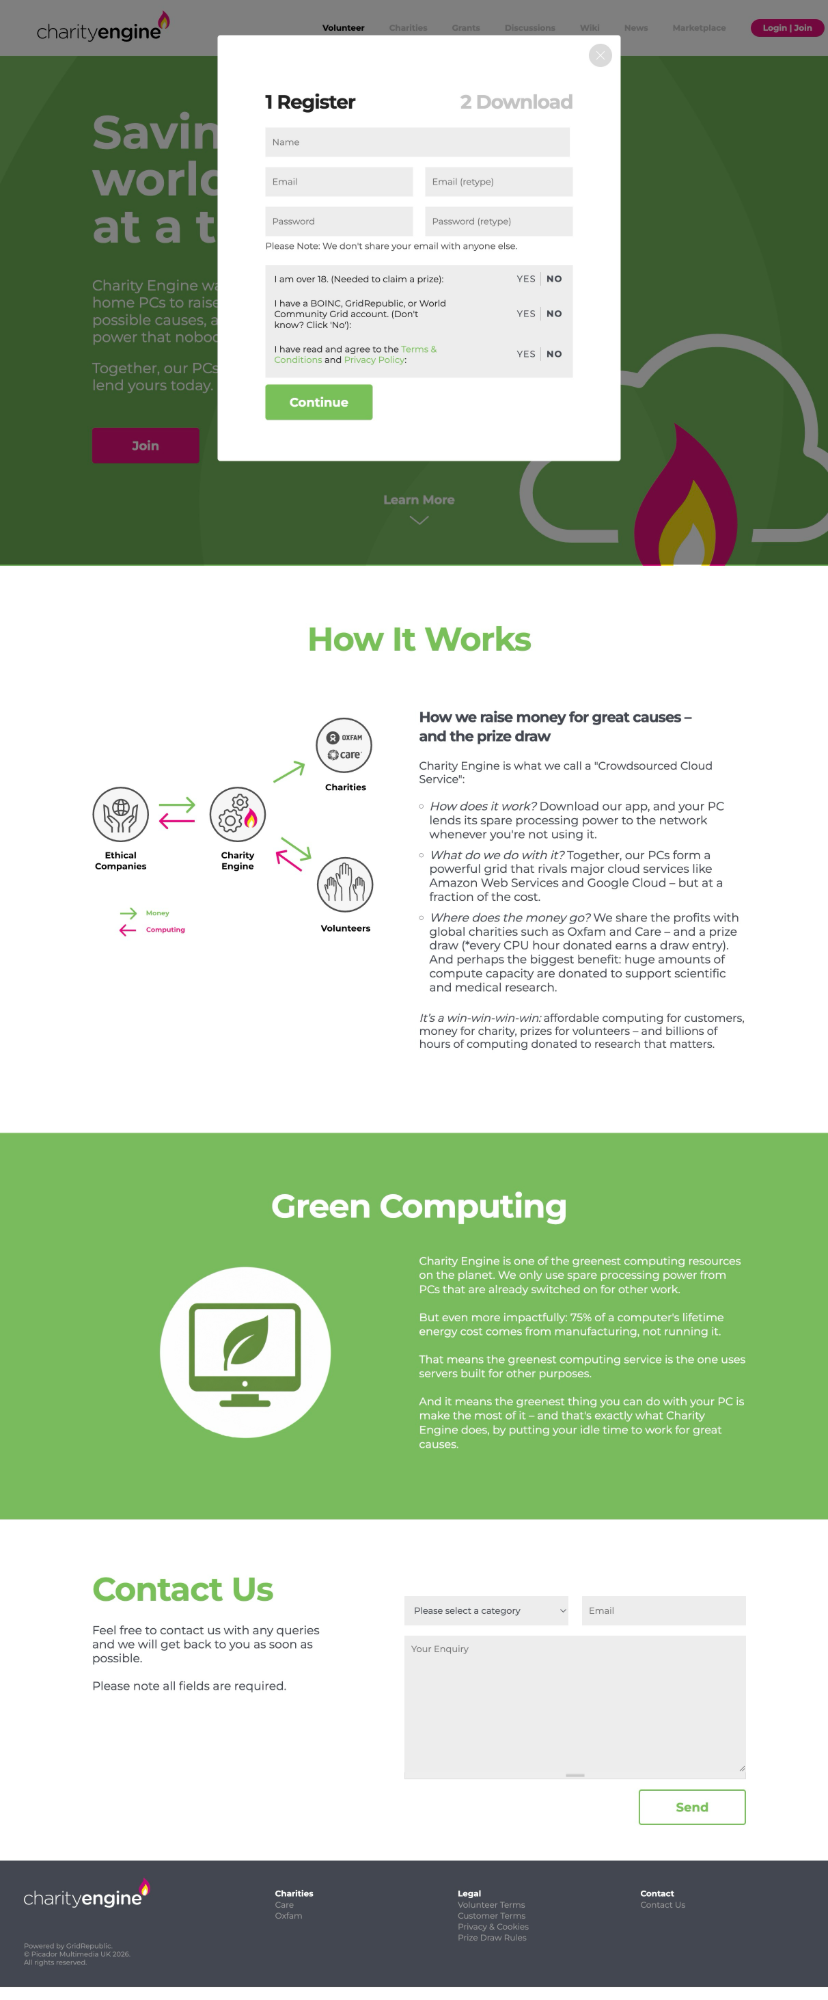 charityengine
Volunteer Charities Grants Discussions Wiki News Marketplace Login | Join
1 Register 2 Download
Name
Email Email (retype)
Password Password (retype)
Please Note: We don't share your email with anyone else.
I am over 18. (Needed to claim a prize): YES NO
I have a BOINC, GridRepublic, or World
Community Grid account. (Don't
know? Click 'No'): YES NO
I have read and agree to the Terms &
Conditions and Privacy Policy: YES NO
Continue
Savin
worl
at a t
Charity Engine wa
home PCs to raise
possible causes, a
power that nobod
Together, our PCs
lend yours today.
Join
Learn More
How It Works
OXFAM
care
Charities
Ethical
Companies
Charity
Engine
Volunteers
Money
Computing
How we raise money for great causes –
and the prize draw
Charity Engine is what we call a "Crowdsourced Cloud
Service":
How does it work? Download our app, and your PC
lends its spare processing power to the network
whenever you're not using it.
What do we do with it? Together, our PCs form a
powerful grid that rivals major cloud services like
Amazon Web Services and Google Cloud – but at a
fraction of the cost.
Where does the money go? We share the profits with
global charities such as Oxfam and Care – and a prize
draw (*every CPU hour donated earns a draw entry).
And perhaps the biggest benefit: huge amounts of
compute capacity are donated to support scientific
and medical research.
It's a win-win-win-win: affordable computing for customers,
money for charity, prizes for volunteers – and billions of
hours of computing donated to research that matters.
Green Computing
Charity Engine is one of the greenest computing resources
on the planet. We only use spare processing power from
PCs that are already switched on for other work.
But even more impactfully: 75% of a computer's lifetime
energy cost comes from manufacturing, not running it.
That means the greenest computing service is the one uses
servers built for other purposes.
And it means the greenest thing you can do with your PC is
make the most of it – and that's exactly what Charity
Engine does, by putting your idle time to work for great
causes.
Contact Us
Feel free to contact us with any queries
and we will get back to you as soon as
possible.
Please note all fields are required.
Please select a category Email
Your Enquiry
Send
charityengine
Powered by GridRepublic.
© Picador Multimedia UK 2026.
All rights reserved.
Charities
Care
Oxfam
Legal
Volunteer Terms
Customer Terms
Privacy & Cookies
Prize Draw Rules
Contact
Contact Us